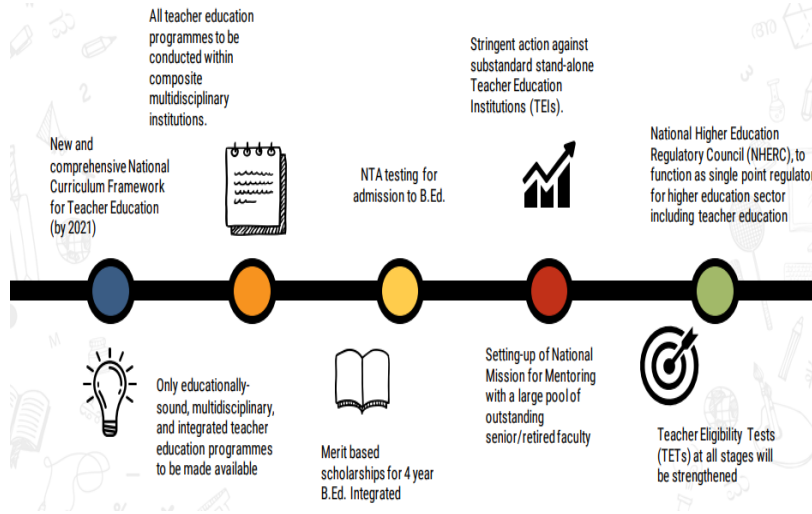 All teacher education
programmes to be
conducted within
composite
multidisciplinary
institutions.
Stringent action against
substandard stand-alone
Teacher Education
Institutions (TEIs).
New and
comprehensive National
Curriculum Framework
for Teacher Education
(by 2021)
NTA testing for
admission to B.Ed.
National Higher Education
Regulatory Council (NHERC), to
function as single point regulator
for higher education sector
including teacher education
Only educationally-
sound, multidisciplinary,
and integrated teacher
education programmes
to be made available
Merit based
scholarships for 4 year
B.Ed. Integrated
Setting-up of National
Mission for Mentoring
with a large pool of
outstanding
senior/retired faculty
Teacher Eligibility Tests
(TETs) at all stages will
be strengthened